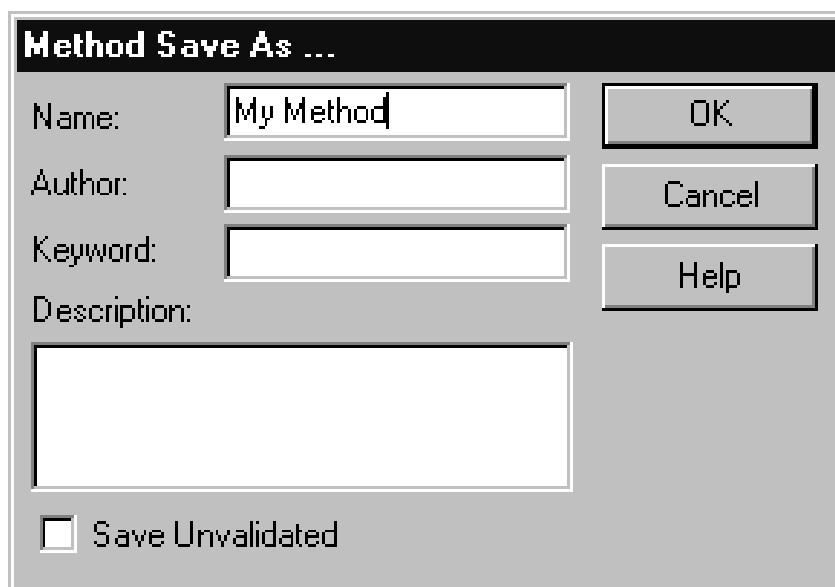 Method Save As ...
Name: My Method OK
Author: Cancel
Keyword: Help
Description:
Save Unvalidated